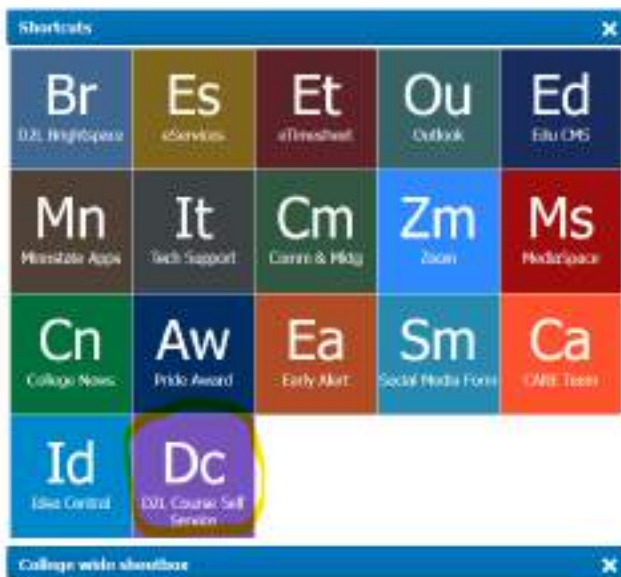 Shortcuts
Br
D2L Brightspace
Es
eServices
Et
eTimesheet
Ou
Outlook
Ed
Edu CMS
Mn
Minnstate Apps
It
Tech Support
Cm
Comm & Mktg
Zm
Zoom
Ms
MediaSpace
Cn
College News
Aw
Pride Award
Ea
Early Alert
Sm
Social Media Form
Ca
CARE Team
Id
Idea Central
Dc
D2L Course Self
Service
College wide shoutbox